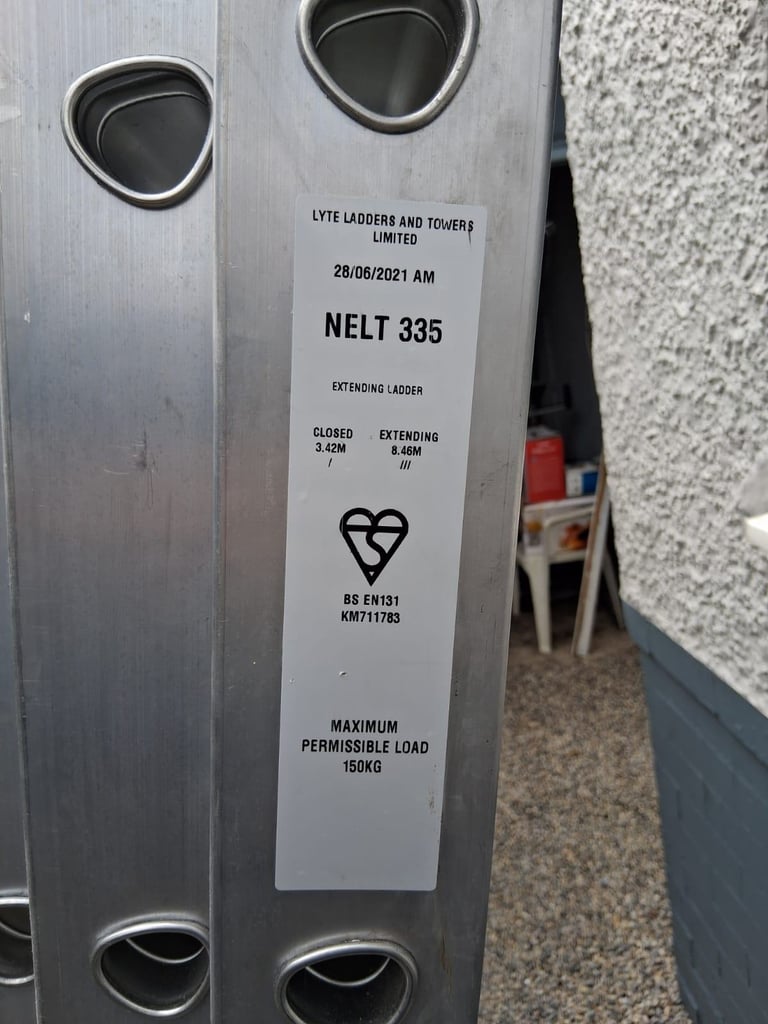 LYTE LADDERS AND TOWERS
LIMITED
28/06/2021 AM
NELT 335
EXTENDING LADDER
CLOSED EXTENDING
3.42M 8.46M
/ ///
BS EN131
KM711783
MAXIMUM
PERMISSIBLE LOAD
150KG